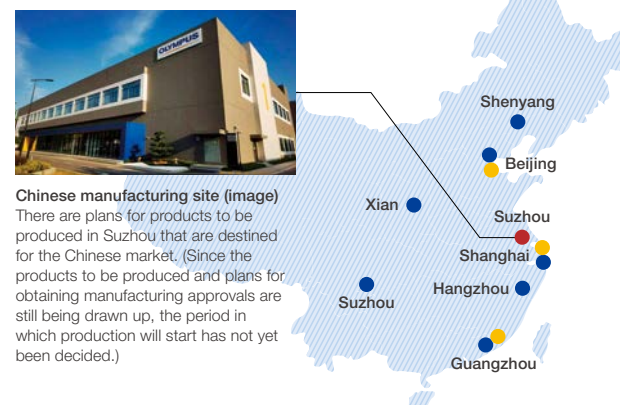 OLYMPUS
Chinese manufacturing site (image)
There are plans for products to be
produced in Suzhou that are destined
for the Chinese market. (Since the
products to be produced and plans for
obtaining manufacturing approvals are
still being drawn up, the period in
which production will start has not yet
been decided.)
Shenyang
Beijing
Xian
Suzhou
Shanghai
Hangzhou
Suzhou
Guangzhou